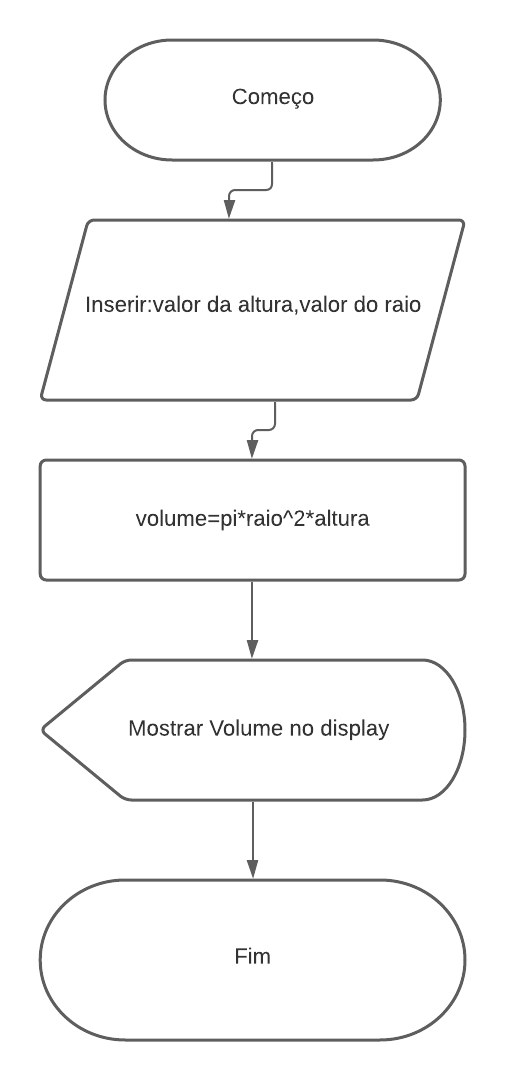 Começo
Inserir:valor da altura,valor do raio
volume=pi*raio^2*altura
Mostrar Volume no display
Fim